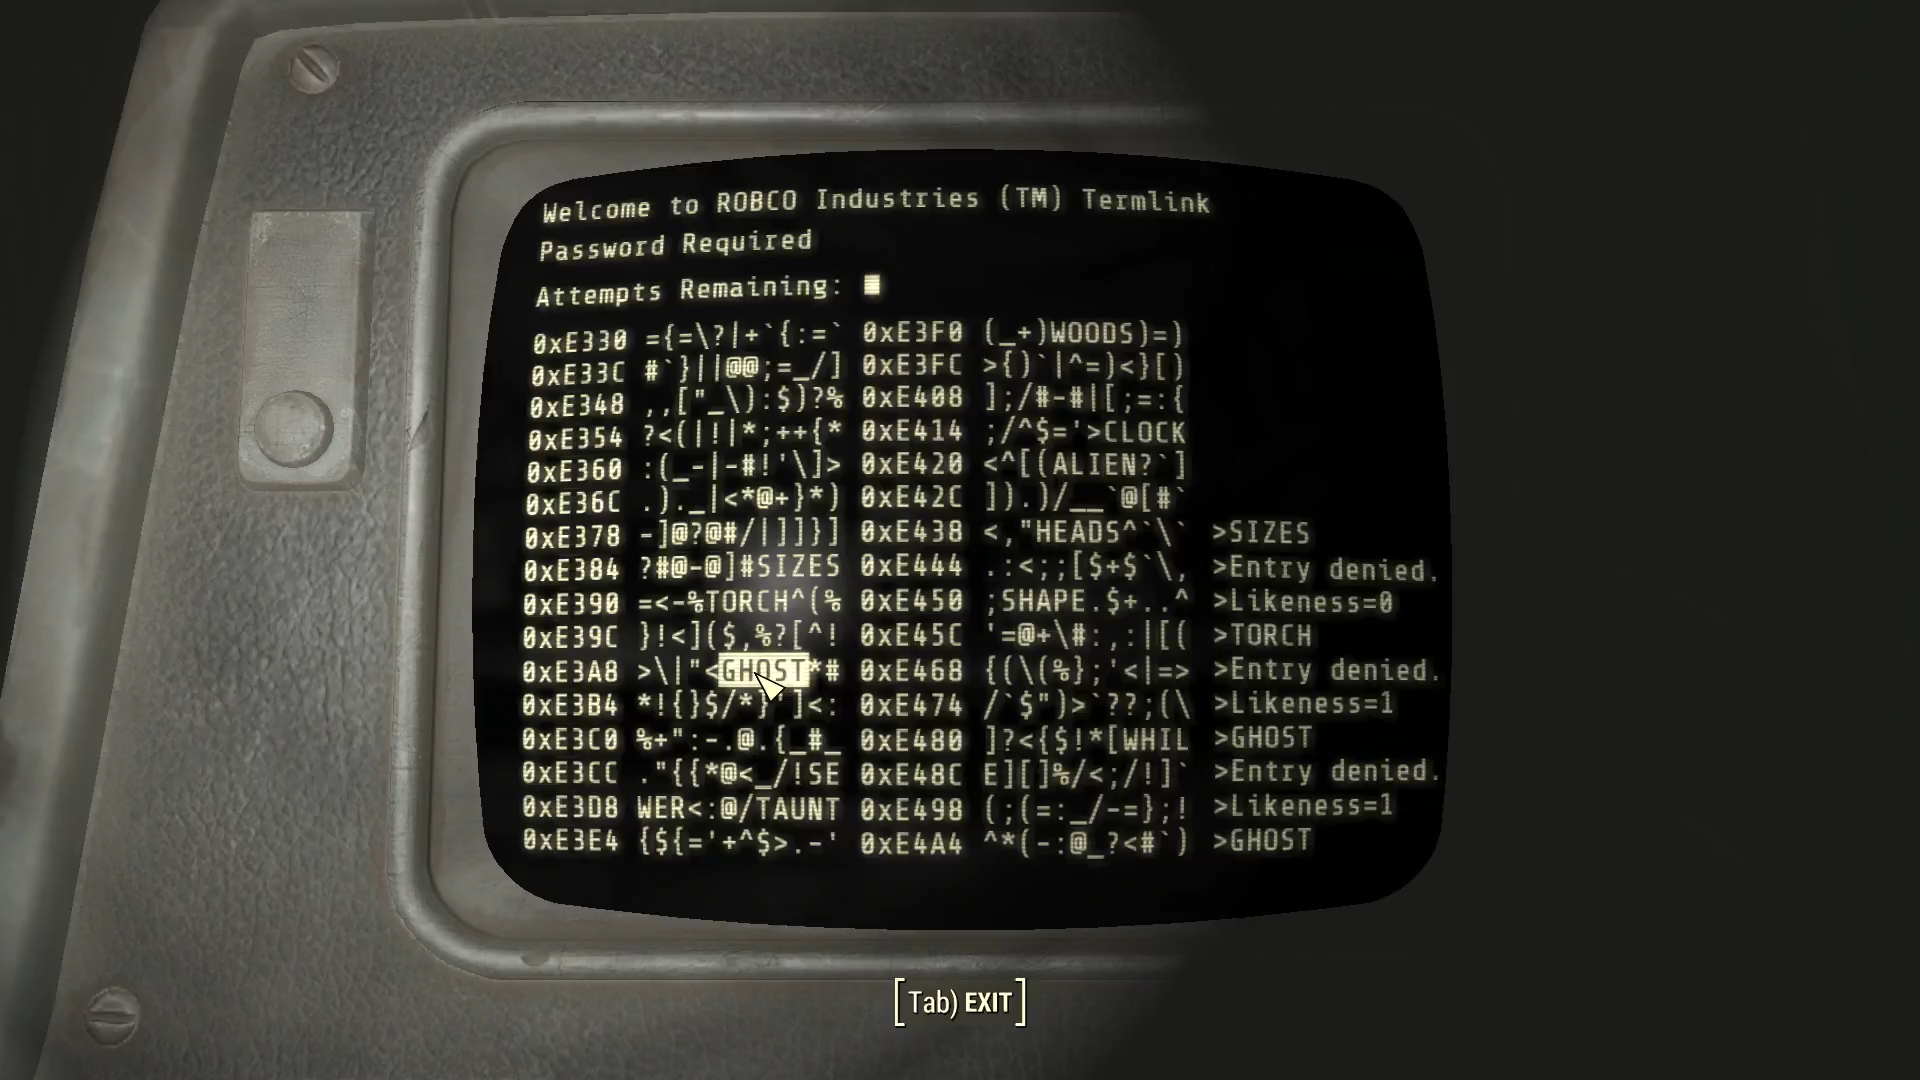 Welcome to ROBCO Industries (TM) Termlink
Password Required
Attempts Remaining: ■
0xE330 ={=\?|+`{:=` 0xE3F0 (_+)WOODS)=)
0xE33C #`}||@@;=_/] 0xE3FC >{)`|^=)<}[)
0xE348 ,,["_\):$)?% 0xE408 ];/#-#|[;=:{
0xE354 ?<(|!|*;++{* 0xE414 ;/^$='>CLOCK
0xE360 :(_-|-#!'\]> 0xE420 <^[(ALIEN?`]
0xE36C .)._|<*@+}*) 0xE42C ]).)/__`@[#`
0xE378 -]@?@#/|]]}] 0xE438 <,"HEADS^`\` >SIZES
0xE384 ?#@-@]#SIZES 0xE444 .:<;;[$+$`\, >Entry denied.
0xE390 =<-%TORCH^(% 0xE450 ;SHAPE.$+..^ >Likeness=0
0xE39C }!<]($,%?[^! 0xE45C '=@+\#:,:|[( >TORCH
0xE3A8 >\|"<GHOST*# 0xE468 {(\(%};'<|=> >Entry denied.
0xE3B4 *!{}$/*}']<: 0xE474 /`$")>`??;(\ >Likeness=1
0xE3C0 %+":-.@.{_#_ 0xE480 ]?<{$!*[WHIL >GHOST
0xE3CC ."{{*@<_/!SE 0xE48C E][]%/<;/!]` >Entry denied.
0xE3D8 WER<:@/TAUNT 0xE498 (;(=:_/-=};! >Likeness=1
0xE3E4 {${='+^$>.-' 0xE4A4 ^*(-:@_?<#`) >GHOST
[Tab) EXIT]